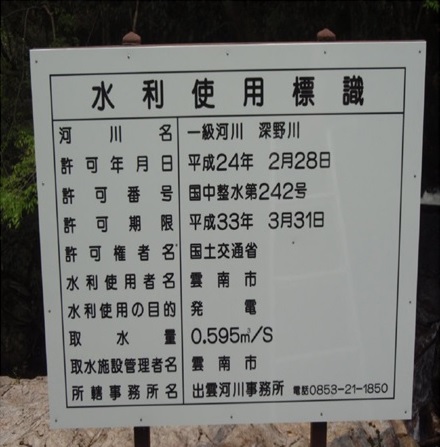 水利使用標識
河川名 一級河川 深野川
許可年月日 平成24年 2月28日
許可番号 国中整水第242号
許可期限 平成33年 3月31日
許可権者名 国土交通省
水利使用者名 雲南市
水利使用の目的 発電
取水量 0.595㎥/S
取水施設管理者名 雲南市
所轄事務所名 出雲河川事務所 電話0853-21-1850